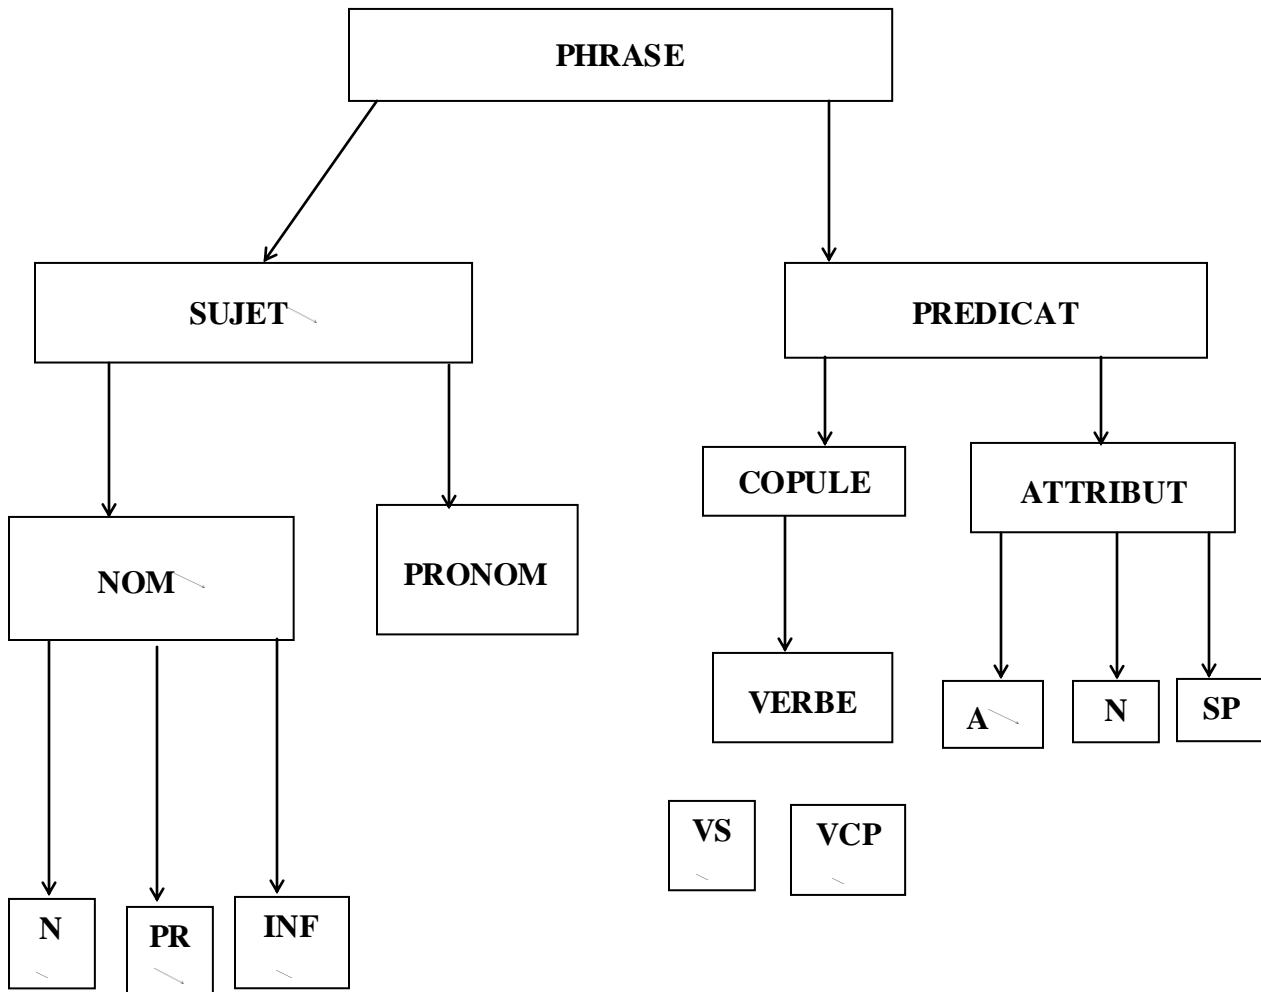 PHRASE
SUJET
PREDICAT
COPULE
ATTRIBUT
NOM
PRONOM
VERBE
A
N
SP
VS
VCP
N
PR
INF